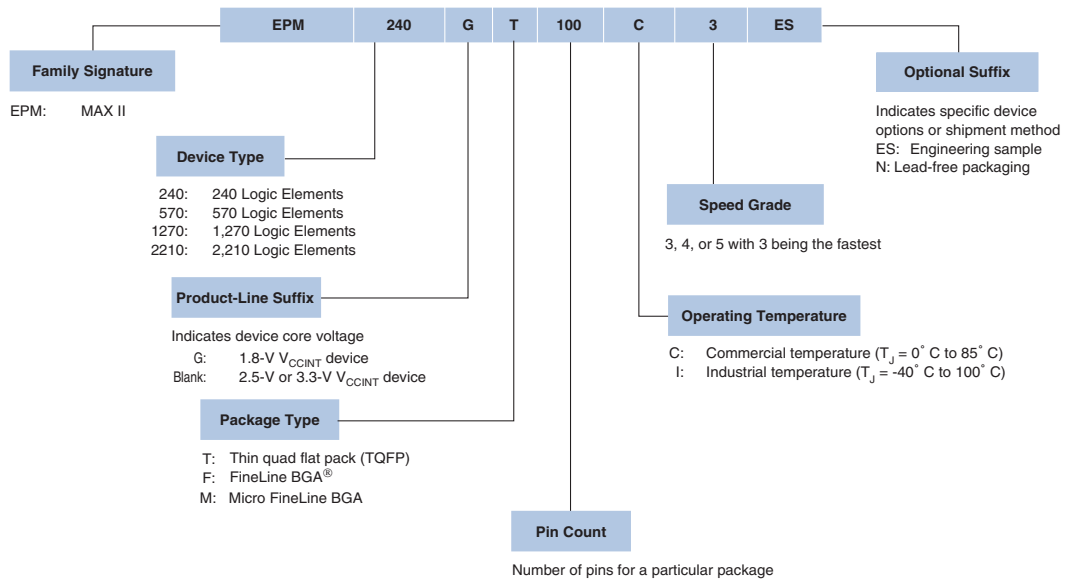 EPM 240 G T 100 C 3 ES
Family Signature
EPM: MAX II
Optional Suffix
Indicates specific device
options or shipment method
ES: Engineering sample
N: Lead-free packaging
Device Type
240: 240 Logic Elements
570: 570 Logic Elements
1270: 1,270 Logic Elements
2210: 2,210 Logic Elements
Speed Grade
3, 4, or 5 with 3 being the fastest
Product-Line Suffix
Indicates device core voltage
G: 1.8-V VCCINT device
Blank: 2.5-V or 3.3-V VCCINT device
Operating Temperature
C: Commercial temperature (TJ = 0° C to 85° C)
I: Industrial temperature (TJ = -40° C to 100° C)
Package Type
T: Thin quad flat pack (TQFP)
F: FineLine BGA®
M: Micro FineLine BGA
Pin Count
Number of pins for a particular package